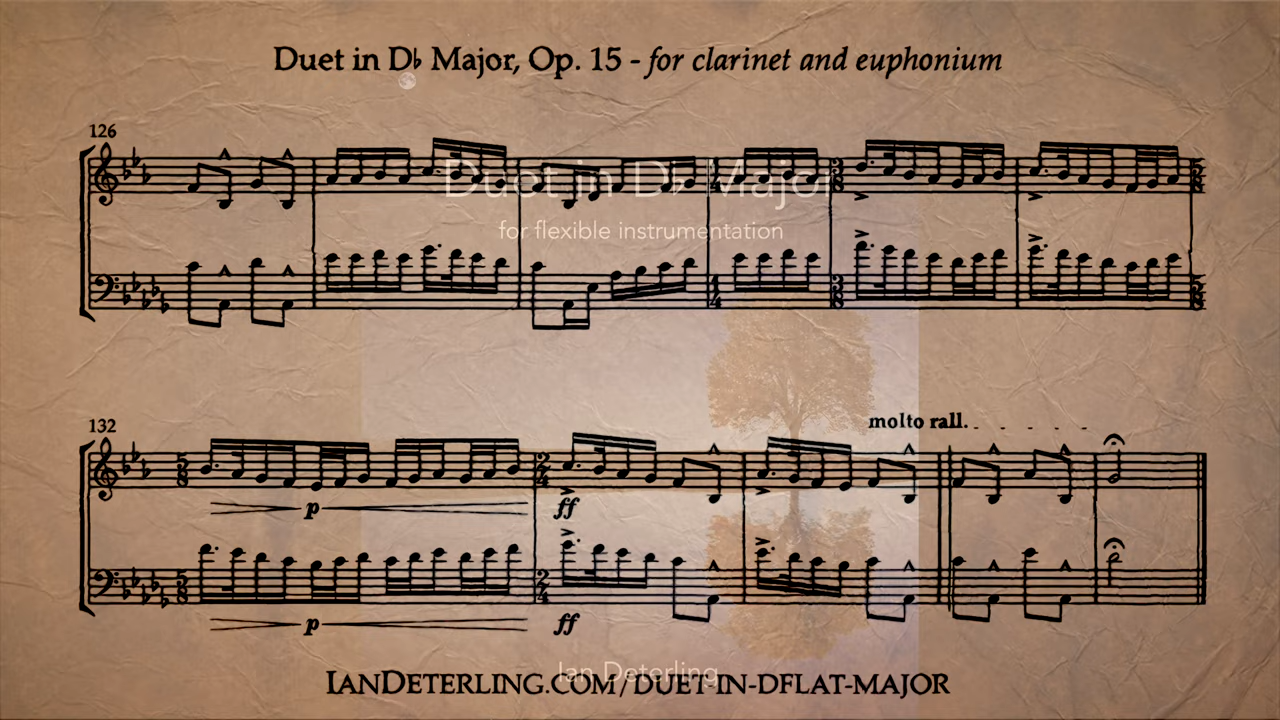 Duet in D♭ Major, Op. 15 - for clarinet and euphonium
126
Duet in D♭ Major
for flexible instrumentation
132
molto rall.
p
ff
p
ff
Ian Deterling
IANDETERLING.COM/DUET-IN-DFLAT-MAJOR